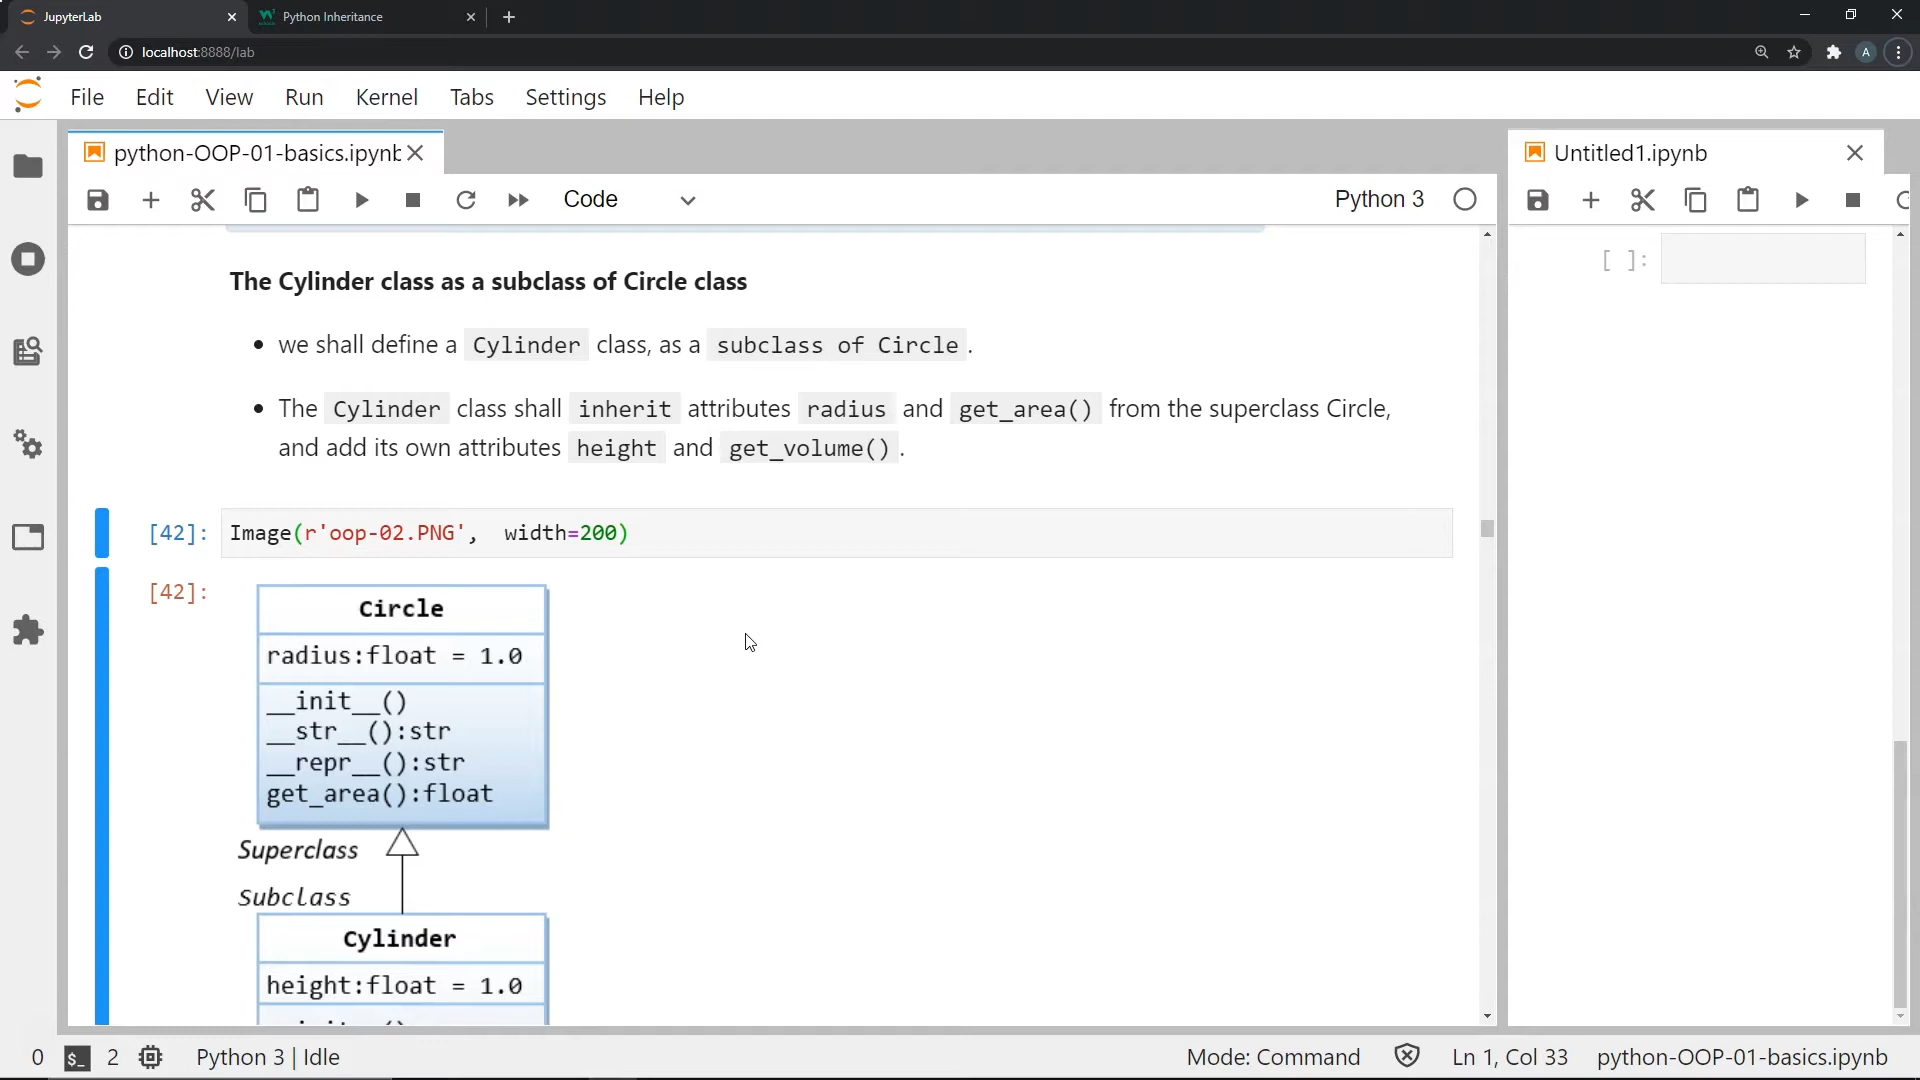 JupyterLab
Python Inheritance
localhost:8888/lab
A
File Edit View Run Kernel Tabs Settings Help
python-OOP-01-basics.ipynb
Untitled1.ipynb
Code
Python 3
[ ]:
The Cylinder class as a subclass of Circle class
• we shall define a Cylinder class, as a subclass of Circle.
• The Cylinder class shall inherit attributes radius and get_area() from the superclass Circle,
and add its own attributes height and get_volume().
[42]: Image(r'oop-02.PNG',  width=200)
[42]:
Circle
radius:float = 1.0
__init__()
__str__():str
__repr__():str
get_area():float
Superclass
Subclass
Cylinder
height:float = 1.0
0 $_ 2 Python 3 | Idle Mode: Command Ln 1, Col 33 python-OOP-01-basics.ipynb